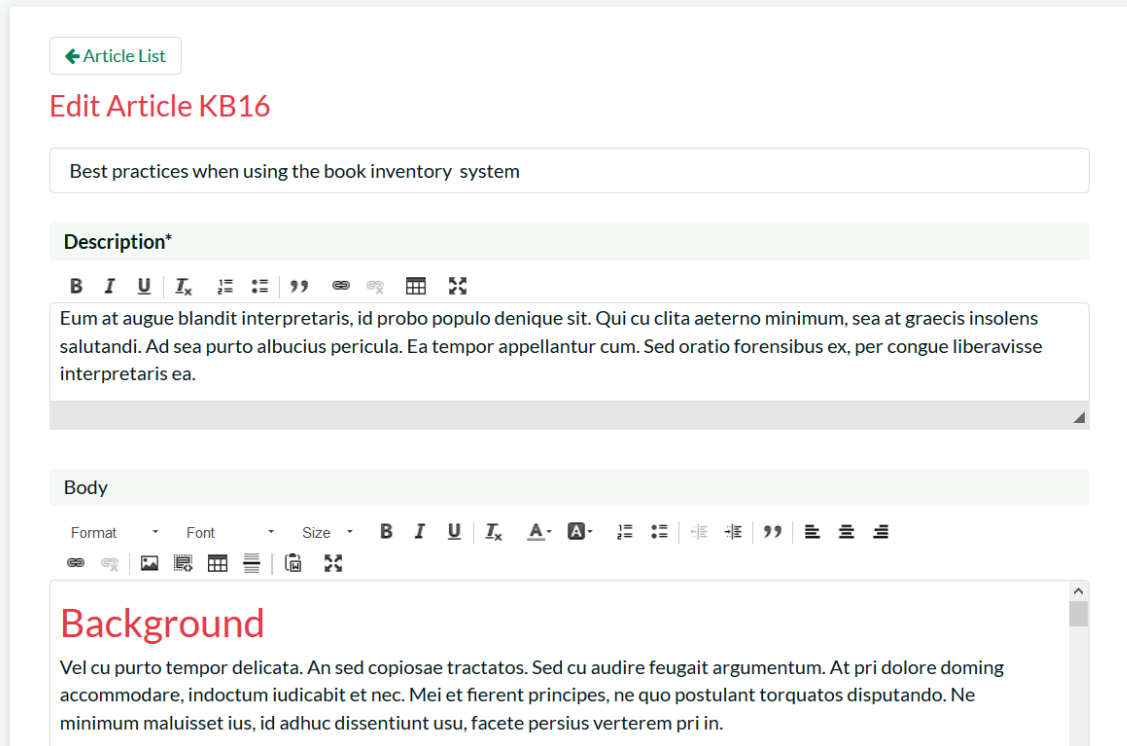 Article List
Edit Article KB16
Best practices when using the book inventory  system
Description*
B I U Ix
Eum at augue blandit interpretaris, id probo populo denique sit. Qui cu clita aeterno minimum, sea at graecis insolens
salutandi. Ad sea purto albucius pericula. Ea tempor appellantur cum. Sed oratio forensibus ex, per congue liberavisse
interpretaris ea.
Body
Format Font Size B I U Ix A A
Background
Vel cu purto tempor delicata. An sed copiosae tractatos. Sed cu audire feugait argumentum. At pri dolore doming
accommodare, indoctum iudicabit et nec. Mei et fierent principes, ne quo postulant torquatos disputando. Ne
minimum maluisset ius, id adhuc dissentiunt usu, facete persius verterem pri in.